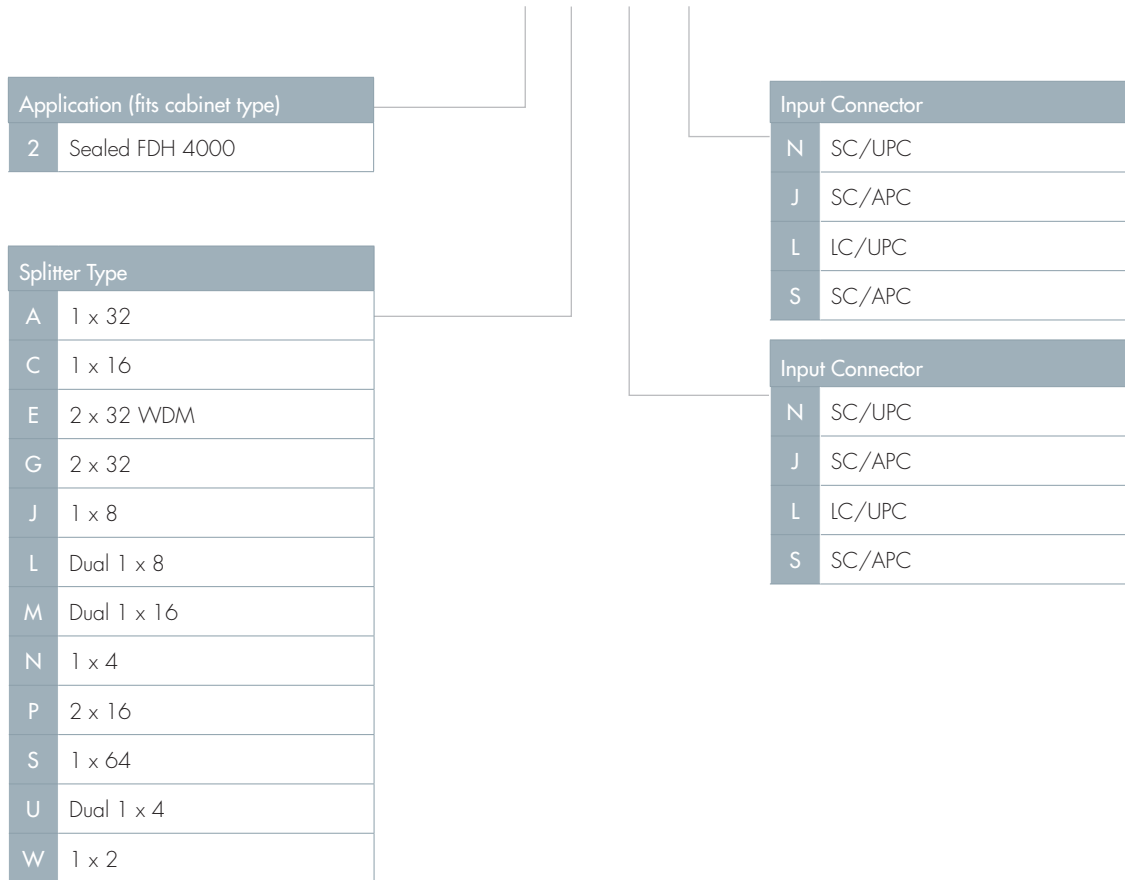 Application (fits cabinet type)
2 Sealed FDH 4000
Splitter Type
A 1 x 32
C 1 x 16
E 2 x 32 WDM
G 2 x 32
J 1 x 8
L Dual 1 x 8
M Dual 1 x 16
N 1 x 4
P 2 x 16
S 1 x 64
U Dual 1 x 4
W 1 x 2
Input Connector
N SC/UPC
J SC/APC
L LC/UPC
S SC/APC
Input Connector
N SC/UPC
J SC/APC
L LC/UPC
S SC/APC